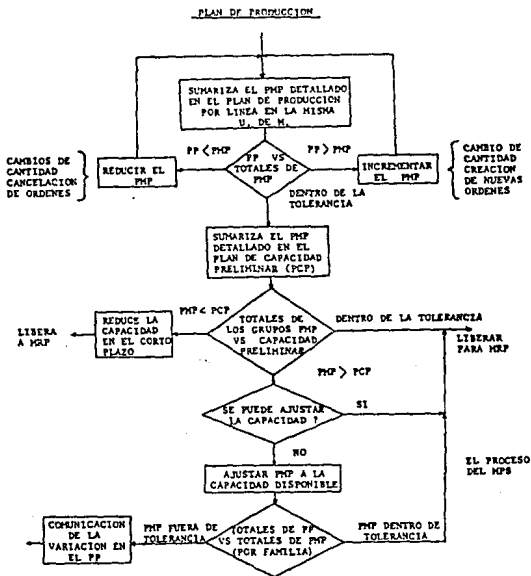 PLAN DE PRODUCCION
SUMARIZA EL PMP DETALLADO
EN EL PLAN DE PRODUCCION
POR LINEA EN LA MISMA
U. DE M.
PP < PMP
PP > PMP
CAMBIOS DE
CANTIDAD
CANCELACION
DE ORDENES
REDUCIR EL
PMP
PP VS
TOTALES DE
PMP
INCREMENTAR
EL PMP
CAMBIO DE
CANTIDAD
CREACION
DE NUEVAS
ORDENES
DENTRO DE LA
TOLERANCIA
SUMARIZA EL PMP
DETALLADO EN EL
PLAN DE CAPACIDAD
PRELIMINAR (PCP)
LIBERA
A MRP
REDUCE LA
CAPACIDAD
EN EL CORTO
PLAZO
PMP < PCP
TOTALES DE
LOS GRUPOS PMP
VS CAPACIDAD
PRELIMINAR
DENTRO DE LA TOLERANCIA
LIBERAR
PARA MRP
PMP > PCP
SE PUEDE AJUSTAR
LA CAPACIDAD ?
SI
NO
EL PROCESO
DEL MPS
AJUSTAR PMP A LA
CAPACIDAD DISPONIBLE
COMUNICACION
DE LA
VARIACION EN
EL PP
PMP FUERA DE
TOLERANCIA
TOTALES DE PP
VS TOTALES DE PMP
(POR FAMILIA)
PMP DENTRO DE
TOLERANCIA